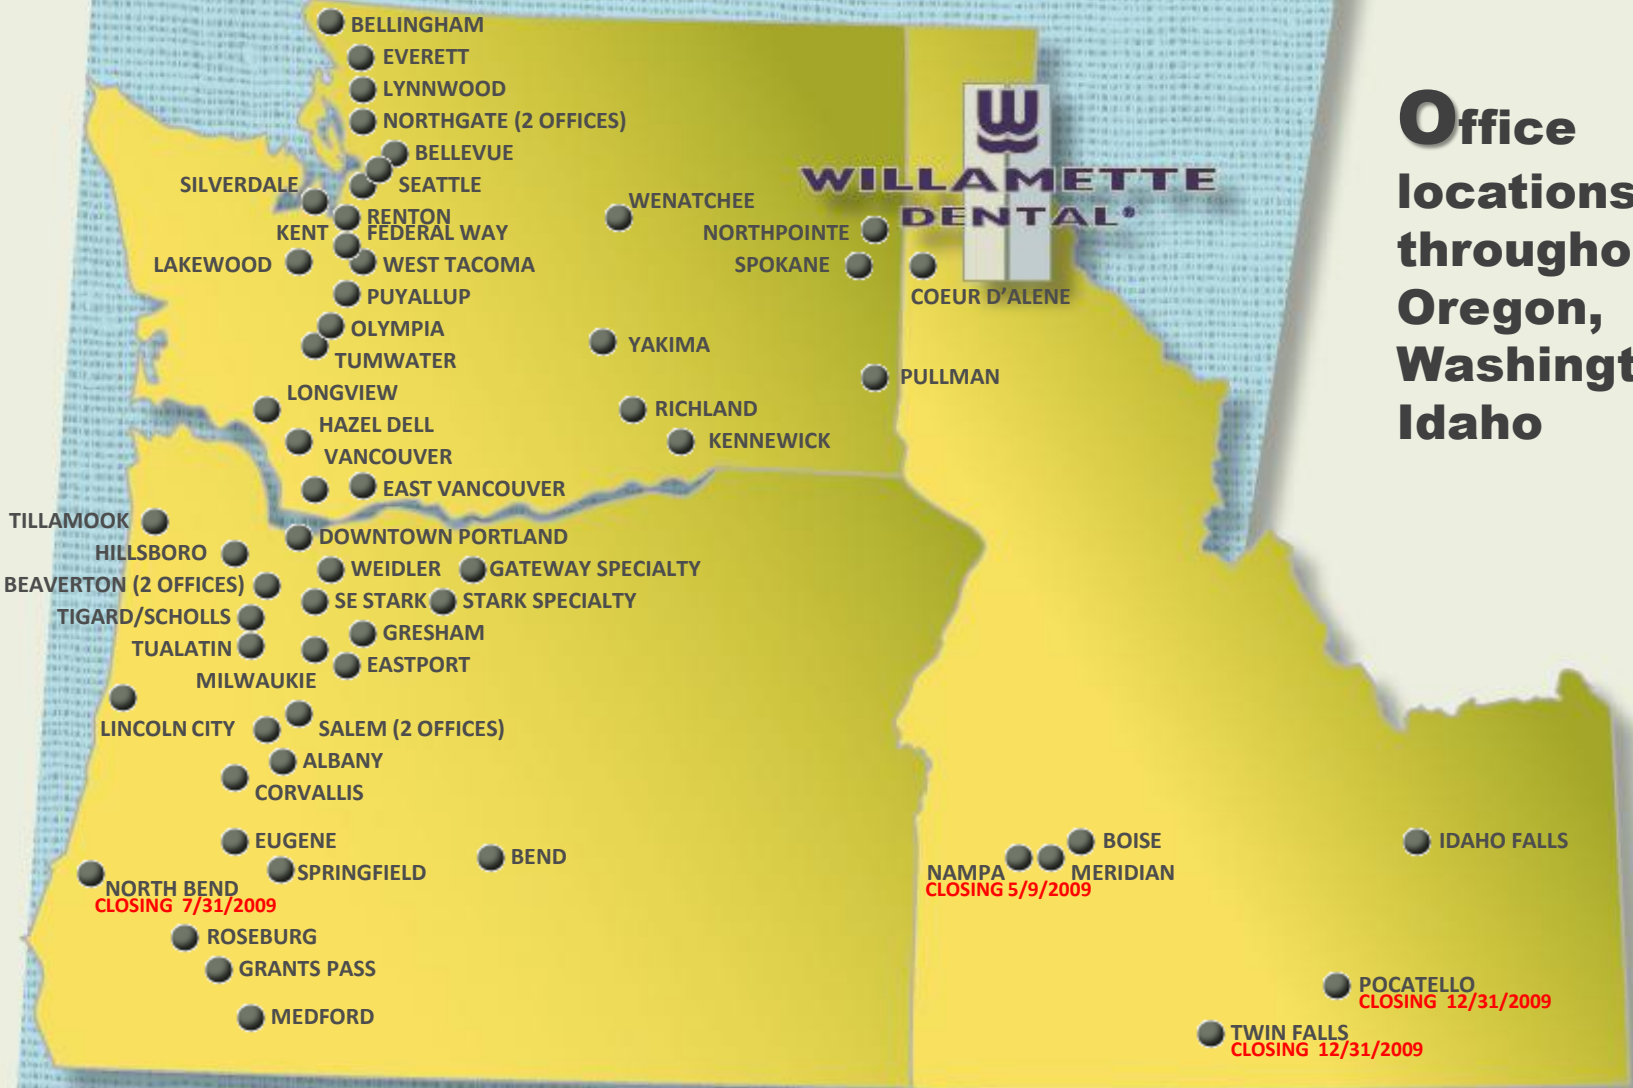 BELLINGHAM
EVERETT
LYNNWOOD
NORTHGATE (2 OFFICES)
BELLEVUE
SILVERDALE
SEATTLE
RENTON
KENT
FEDERAL WAY
LAKEWOOD
WEST TACOMA
PUYALLUP
OLYMPIA
TUMWATER
LONGVIEW
HAZEL DELL
VANCOUVER
EAST VANCOUVER
WENATCHEE
NORTHPOINTE
SPOKANE
YAKIMA
PULLMAN
RICHLAND
KENNEWICK
W
WILLAMETTE
DENTAL®
COEUR D’ALENE
Office
locations
througho
Oregon,
Washingt
Idaho
TILLAMOOK
HILLSBORO
BEAVERTON (2 OFFICES)
TIGARD/SCHOLLS
TUALATIN
MILWAUKIE
DOWNTOWN PORTLAND
WEIDLER
GATEWAY SPECIALTY
SE STARK
STARK SPECIALTY
GRESHAM
EASTPORT
LINCOLN CITY
SALEM (2 OFFICES)
ALBANY
CORVALLIS
EUGENE
SPRINGFIELD
BEND
NORTH BEND
CLOSING 7/31/2009
ROSEBURG
GRANTS PASS
MEDFORD
BOISE
NAMPA
MERIDIAN
CLOSING 5/9/2009
IDAHO FALLS
POCATELLO
CLOSING 12/31/2009
TWIN FALLS
CLOSING 12/31/2009